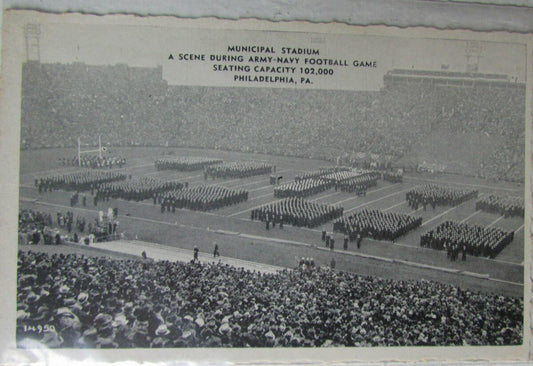 MUNICIPAL STADIUM
A SCENE DURING ARMY-NAVY FOOTBALL GAME
SEATING CAPACITY 102,000
PHILADELPHIA, PA.
14950